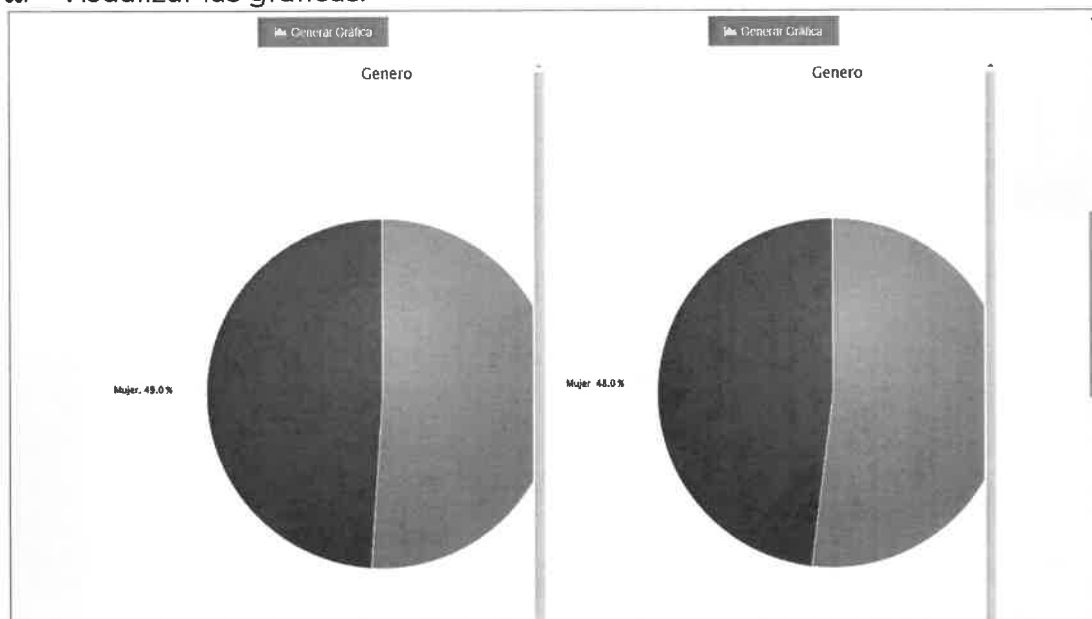 Visualizar las gráficas.
Generar Gráfica
Generar Gráfica
Genero
Genero
Mujer. 49.0 %
Mujer 48.0 %